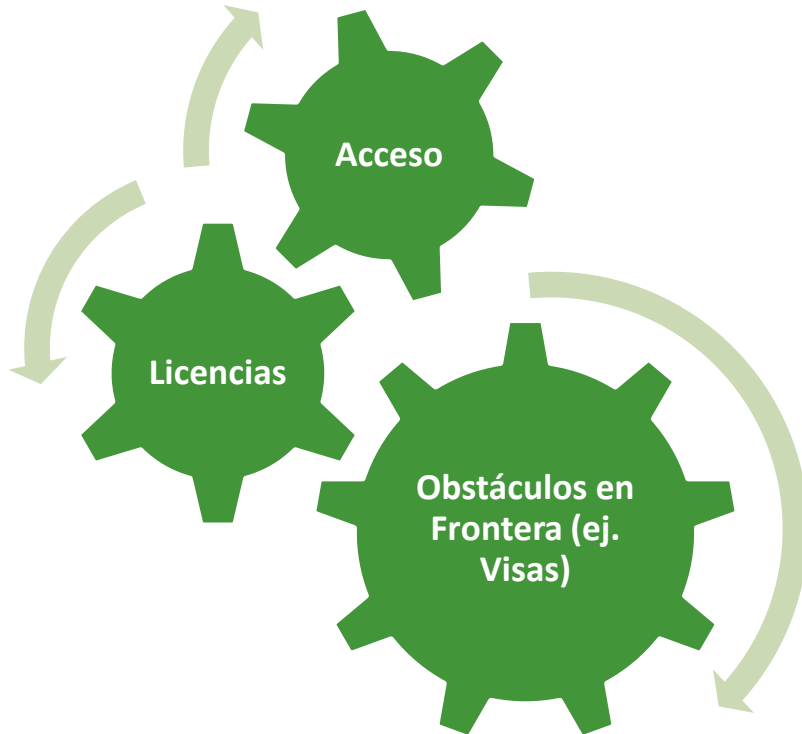 Acceso
Licencias
Obstáculos en
Frontera (ej.
Visas)